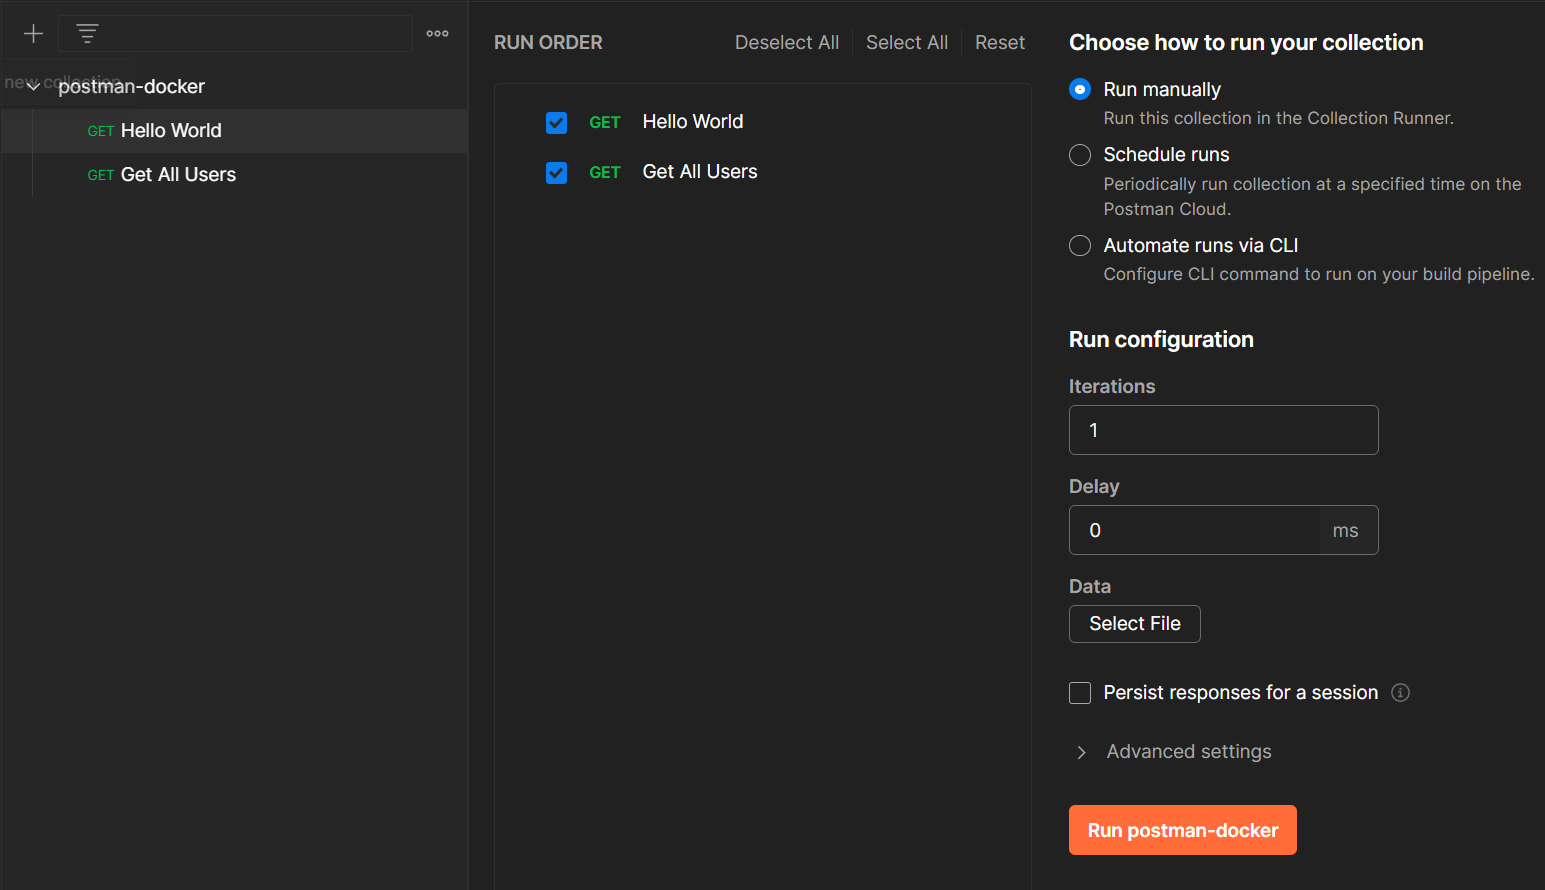 new collection
postman-docker
GET Hello World
GET Get All Users
RUN ORDER
Deselect All
Select All
Reset
GET Hello World
GET Get All Users
Choose how to run your collection
Run manually
Run this collection in the Collection Runner.
Schedule runs
Periodically run collection at a specified time on the
Postman Cloud.
Automate runs via CLI
Configure CLI command to run on your build pipeline.
Run configuration
Iterations
1
Delay
0 ms
Data
Select File
Persist responses for a session
Advanced settings
Run postman-docker